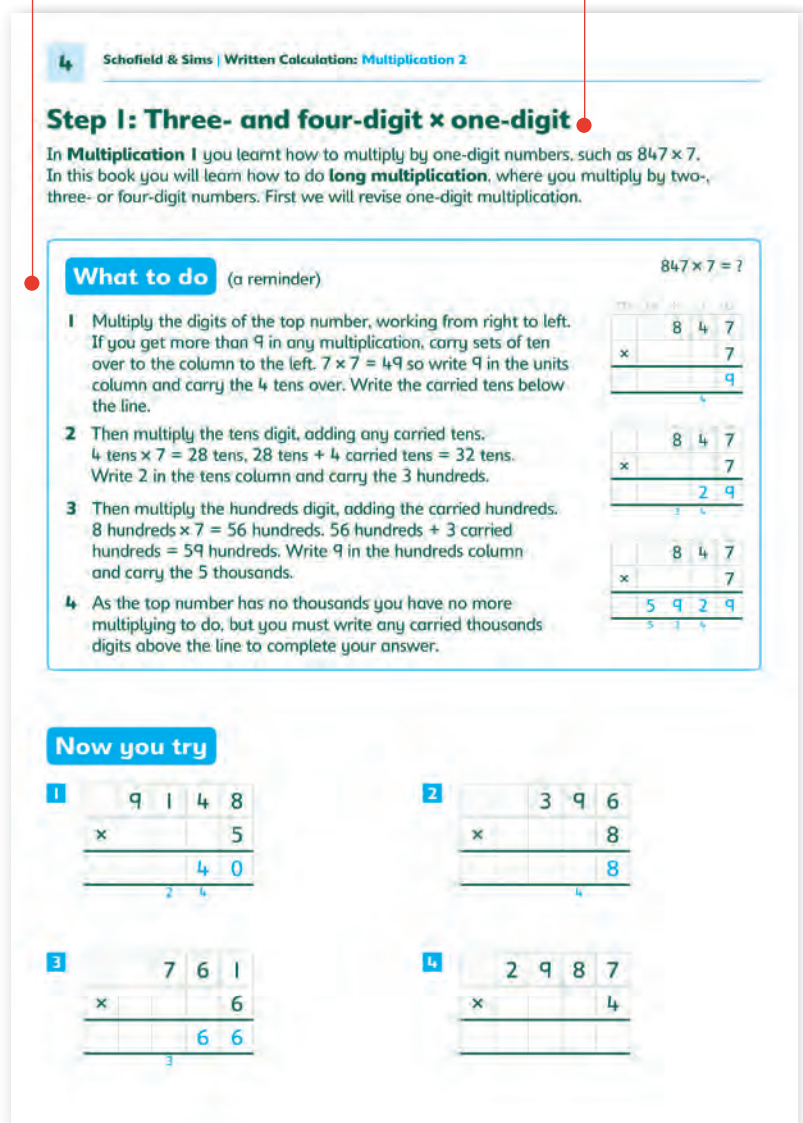 4 Schofield & Sims | Written Calculation: Multiplication 2
Step 1: Three- and four-digit × one-digit
In Multiplication 1 you learnt how to multiply by one-digit numbers, such as 847 × 7.
In this book you will learn how to do long multiplication, where you multiply by two-,
three- or four-digit numbers. First we will revise one-digit multiplication.
What to do (a reminder)
847 × 7 = ?
1 Multiply the digits of the top number, working from right to left.
If you get more than 9 in any multiplication, carry sets of ten
over to the column to the left. 7 × 7 = 49 so write 9 in the units
column and carry the 4 tens over. Write the carried tens below
the line.
8 4 7
× 7
9
4
2 Then multiply the tens digit, adding any carried tens.
4 tens × 7 = 28 tens, 28 tens + 4 carried tens = 32 tens.
Write 2 in the tens column and carry the 3 hundreds.
8 4 7
× 7
2 9
3 4
3 Then multiply the hundreds digit, adding the carried hundreds.
8 hundreds × 7 = 56 hundreds. 56 hundreds + 3 carried
hundreds = 59 hundreds. Write 9 in the hundreds column
and carry the 5 thousands.
8 4 7
× 7
5 9 2 9
5 3 4
4 As the top number has no thousands you have no more
multiplying to do, but you must write any carried thousands
digits above the line to complete your answer.
Now you try
1
9 1 4 8
× 5
4 0
2 4
2
3 9 6
× 8
8
4
3
7 6 1
× 6
6 6
3
4
2 9 8 7
× 4